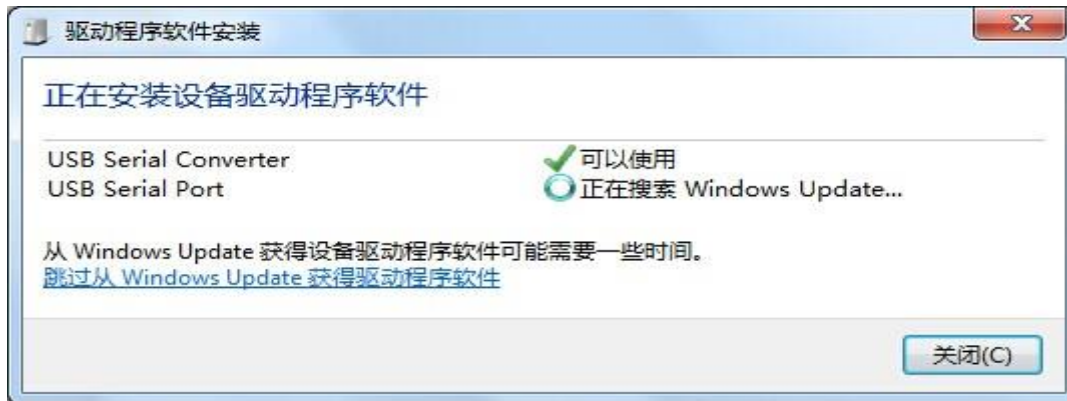 驱动程序软件安装
正在安装设备驱动程序软件
USB Serial Converter 可以使用
USB Serial Port 正在搜索 Windows Update...
从 Windows Update 获得设备驱动程序软件可能需要一些时间。
跳过从 Windows Update 获得驱动程序软件
关闭(C)